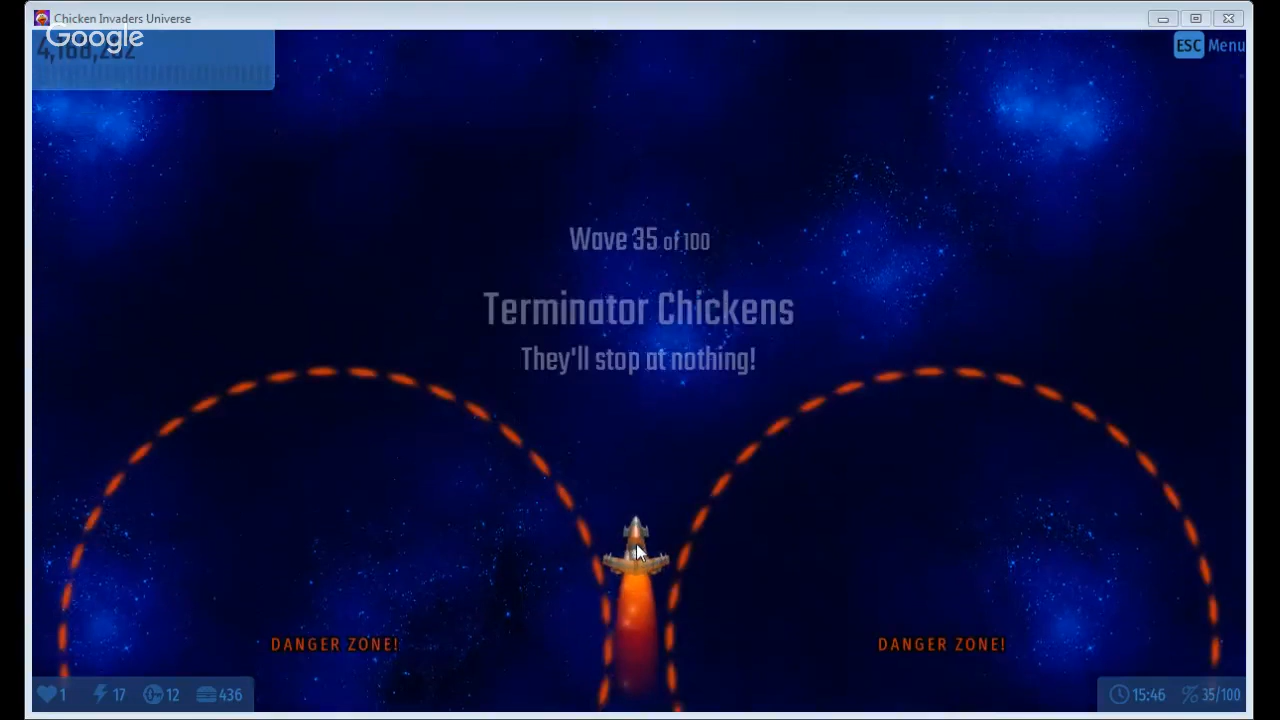 Chicken Invaders Universe
Google
ESC Menu
Wave 35 of 100
Terminator Chickens
They'll stop at nothing!
DANGER ZONE! DANGER ZONE!
1 17 12 436 15:46 35/100